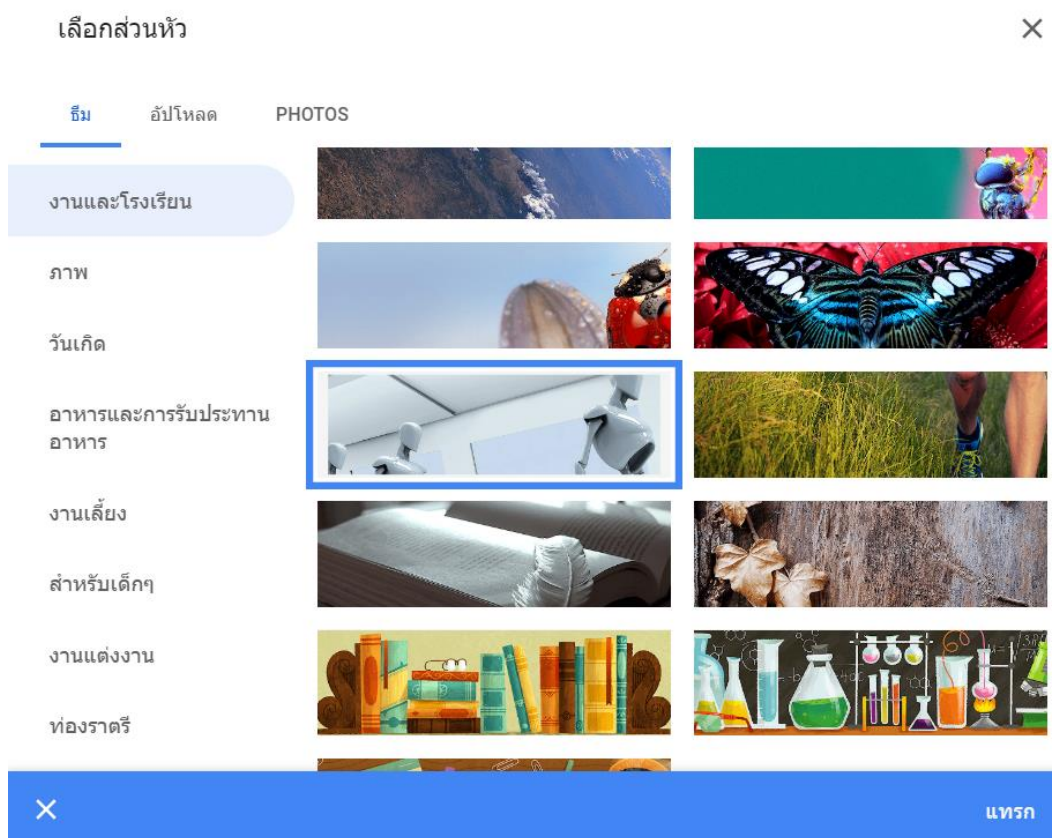 เลือกส่วนหัว
ธีม อัปโหลด PHOTOS
งานและโรงเรียน
ภาพ
วันเกิด
อาหารและการรับประทาน
อาหาร
งานเลี้ยง
สำหรับเด็กๆ
งานแต่งงาน
ท่องราตรี
แทรก